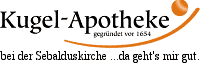 Kugel-Apotheke
gegründet vor 1654
bei der Sebalduskirche ...da geht's mir gut.